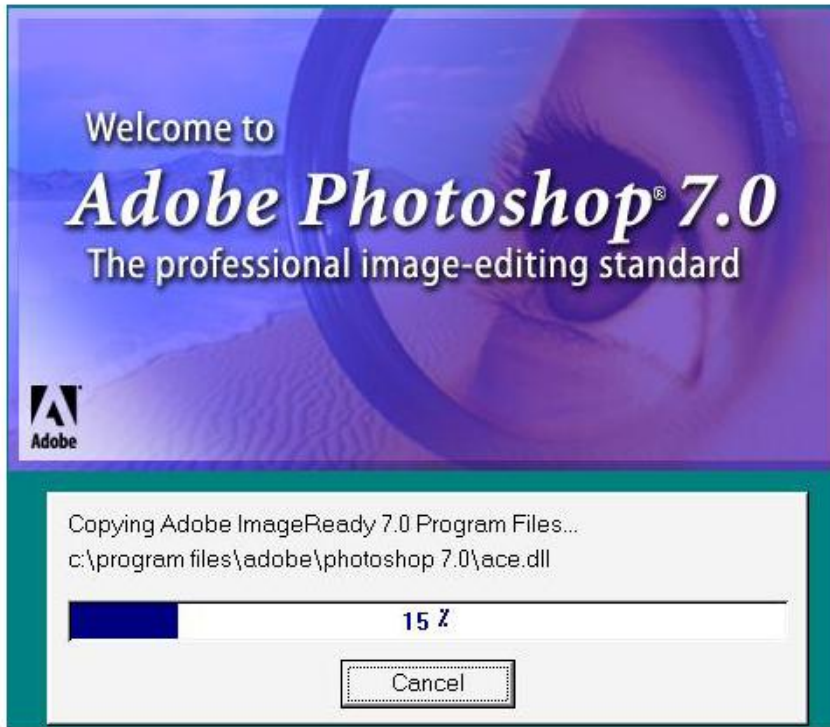 Welcome to
Adobe Photoshop® 7.0
The professional image-editing standard
Adobe
Copying Adobe ImageReady 7.0 Program Files...
c:\program files\adobe\photoshop 7.0\ace.dll
15 %
Cancel